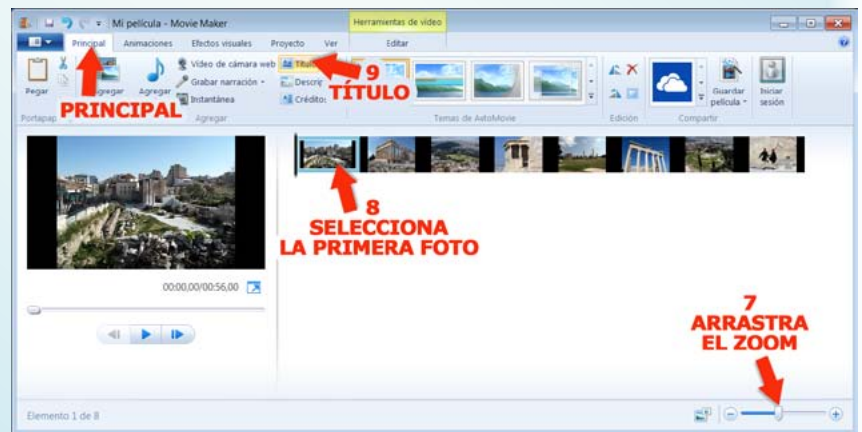 Mi película - Movie Maker
Herramientas de vídeo
Principal Animaciones Efectos visuales Proyecto Ver Editar
Vídeo de cámara web
Grabar narración
Instantánea
Pegar
Agregar
Créditos
PRINCIPAL
9
TÍTULO
Guardar
película
Iniciar
sesión
Agregar Temas de AutoMovie Edición Compartir
8
SELECCIONA
LA PRIMERA FOTO
00:00,00/00:56,00
7
ARRASTRA
EL ZOOM
Elemento 1 de 8